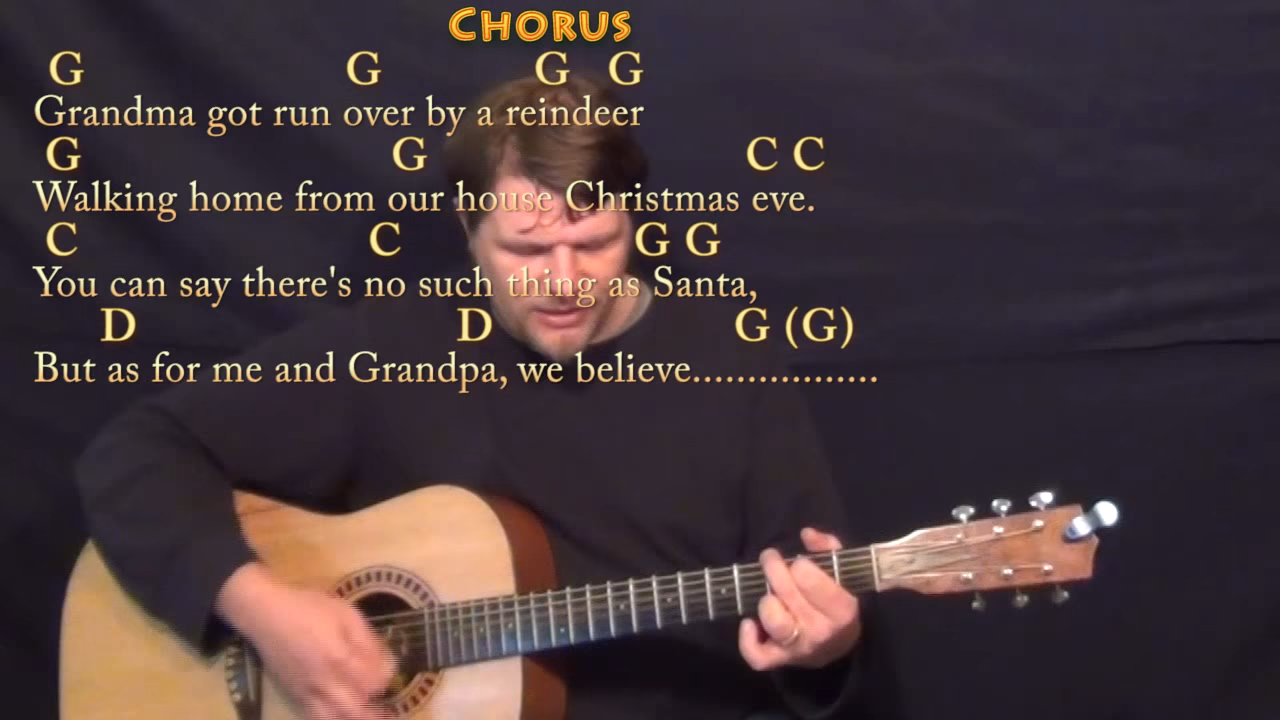 CHORUS
G G G G
Grandma got run over by a reindeer
G G C C
Walking home from our house Christmas eve.
C C G G
You can say there's no such thing as Santa,
D D G (G)
But as for me and Grandpa, we believe.................